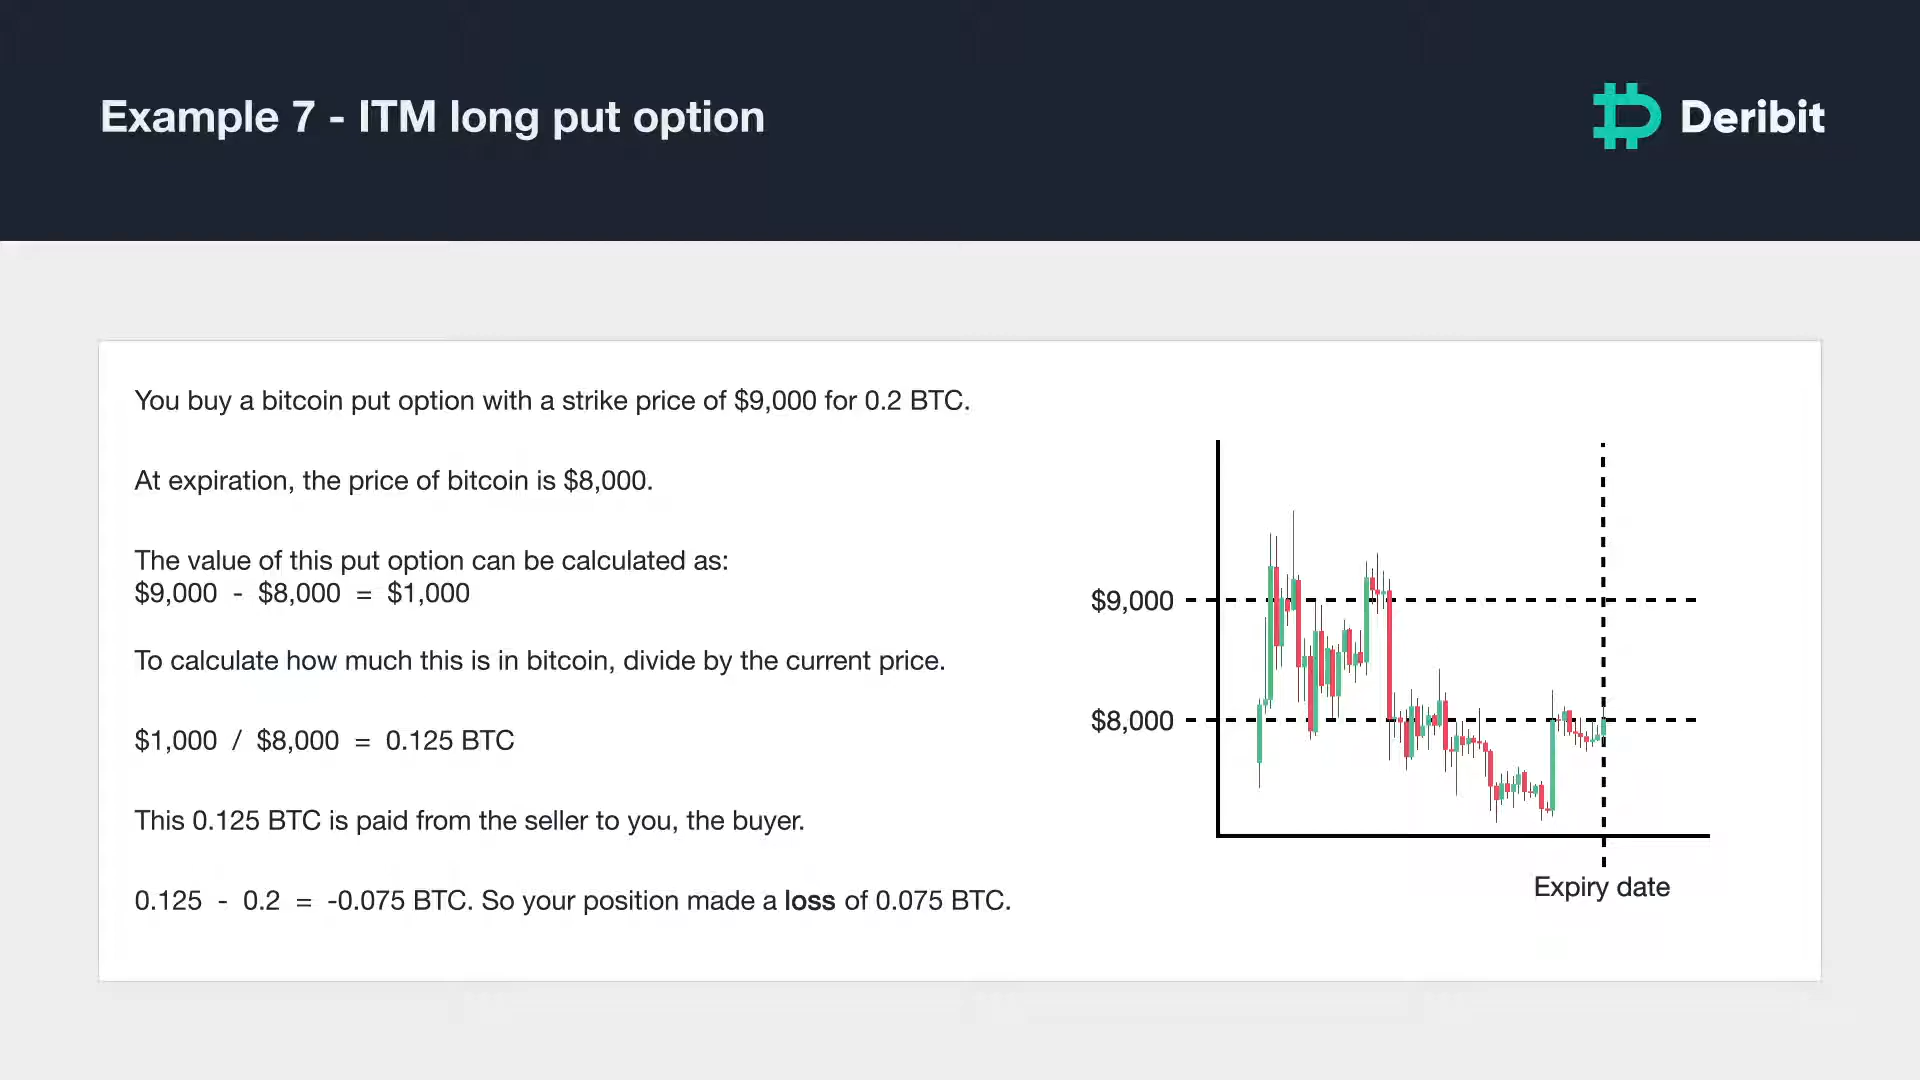 Example 7 - ITM long put option
Deribit
You buy a bitcoin put option with a strike price of $9,000 for 0.2 BTC.
At expiration, the price of bitcoin is $8,000.
The value of this put option can be calculated as:
$9,000 - $8,000 = $1,000
To calculate how much this is in bitcoin, divide by the current price.
$1,000 / $8,000 = 0.125 BTC
This 0.125 BTC is paid from the seller to you, the buyer.
0.125 - 0.2 = -0.075 BTC. So your position made a loss of 0.075 BTC.
$9,000
$8,000
Expiry date